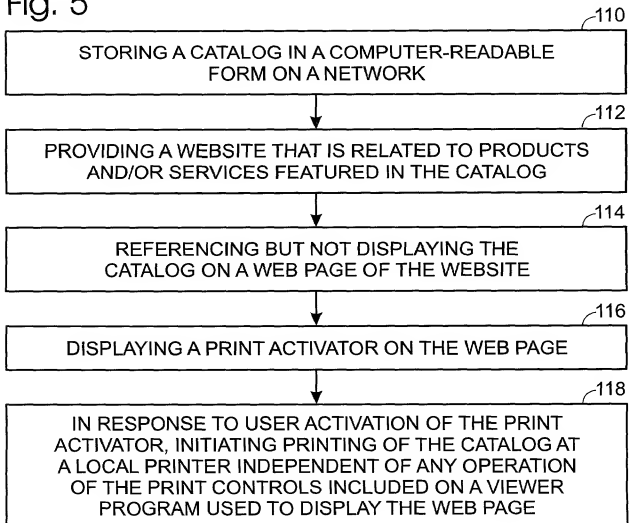 Fig. 5
110
STORING A CATALOG IN A COMPUTER-READABLE
FORM ON A NETWORK
112
PROVIDING A WEBSITE THAT IS RELATED TO PRODUCTS
AND/OR SERVICES FEATURED IN THE CATALOG
114
REFERENCING BUT NOT DISPLAYING THE
CATALOG ON A WEB PAGE OF THE WEBSITE
116
DISPLAYING A PRINT ACTIVATOR ON THE WEB PAGE
118
IN RESPONSE TO USER ACTIVATION OF THE PRINT
ACTIVATOR, INITIATING PRINTING OF THE CATALOG AT
A LOCAL PRINTER INDEPENDENT OF ANY OPERATION
OF THE PRINT CONTROLS INCLUDED ON A VIEWER
PROGRAM USED TO DISPLAY THE WEB PAGE